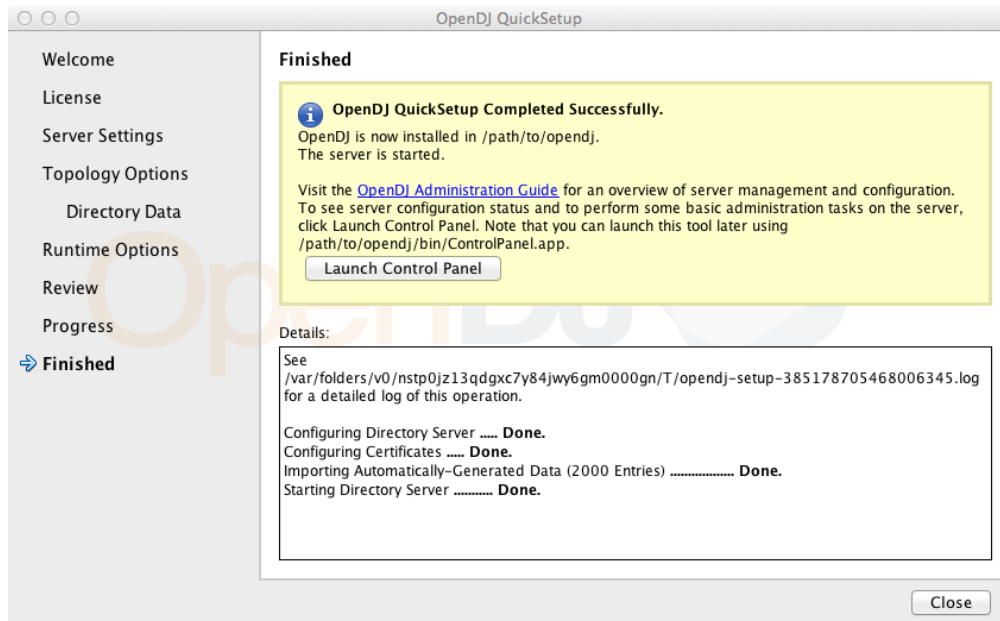 OpenDJ QuickSetup
Welcome
License
Server Settings
Topology Options
Directory Data
Runtime Options
Review
Progress
Finished
Finished
OpenDJ QuickSetup Completed Successfully.
OpenDJ is now installed in /path/to/opendj.
The server is started.
Visit the OpenDJ Administration Guide for an overview of server management and configuration.
To see server configuration status and to perform some basic administration tasks on the server,
click Launch Control Panel. Note that you can launch this tool later using
/path/to/opendj/bin/ControlPanel.app.
Launch Control Panel
OpenDJ
Details:
See
/var/folders/v0/nstp0jz13qdgxc7y84jwy6gm0000gn/T/opendj-setup-385178705468006345.log
for a detailed log of this operation.
Configuring Directory Server ..... Done.
Configuring Certificates ..... Done.
Importing Automatically-Generated Data (2000 Entries) .................. Done.
Starting Directory Server ........... Done.
Close